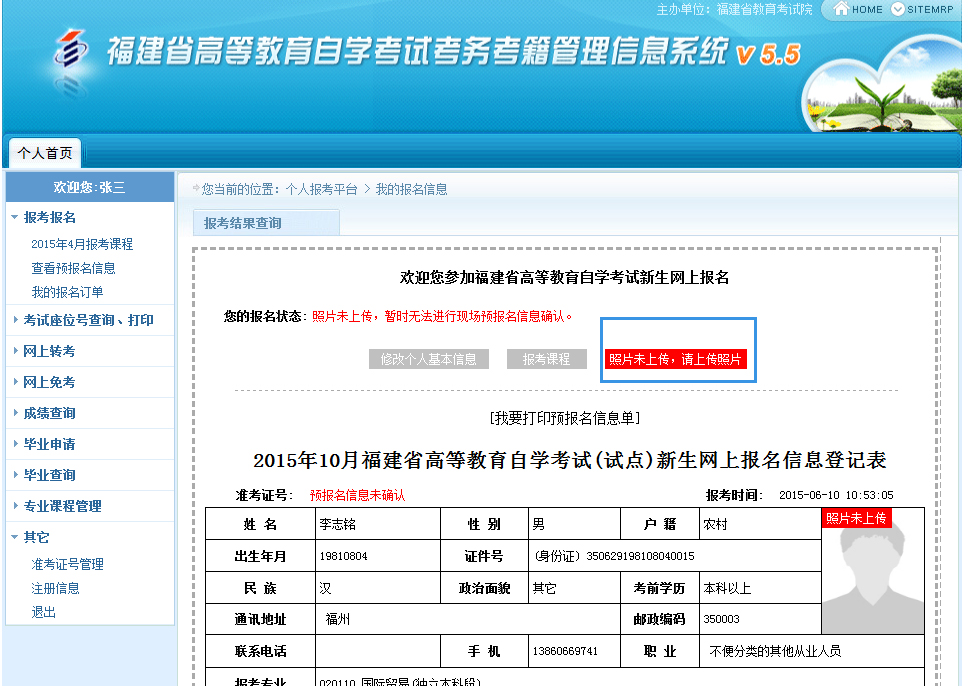 主办单位：福建省教育考试院 HOME SITEMRP
福建省高等教育自学考试考务考籍管理信息系统 V 5.5
个人首页
欢迎您:张三
报考报名
2015年4月报考课程
查看预报名信息
我的报名订单
考试座位号查询、打印
网上转考
网上免考
成绩查询
毕业申请
毕业查询
专业课程管理
其它
准考证号管理
注册信息
退出
您当前的位置：个人报考平台 > 我的报名信息
报考结果查询
欢迎您参加福建省高等教育自学考试新生网上报名
您的报名状态：照片未上传，暂时无法进行现场预报名信息确认。
修改个人基本信息 报考课程 照片未上传，请上传照片
[我要打印预报名信息单]
2015年10月福建省高等教育自学考试(试点)新生网上报名信息登记表
准考证号： 预报名信息未确认 报考时间： 2015-06-10 10:53:05
姓 名 李志铭 性 别 男 户 籍 农村 照片未上传
出生年月 19810804 证件号 (身份证) 350629198108040015
民 族 汉 政治面貌 其它 考前学历 本科以上
通讯地址 福州 邮政编码 350003
联系电话 手 机 13860669741 职 业 不便分类的其他从业人员
报考专业 020110 国际贸易(独立本科段)